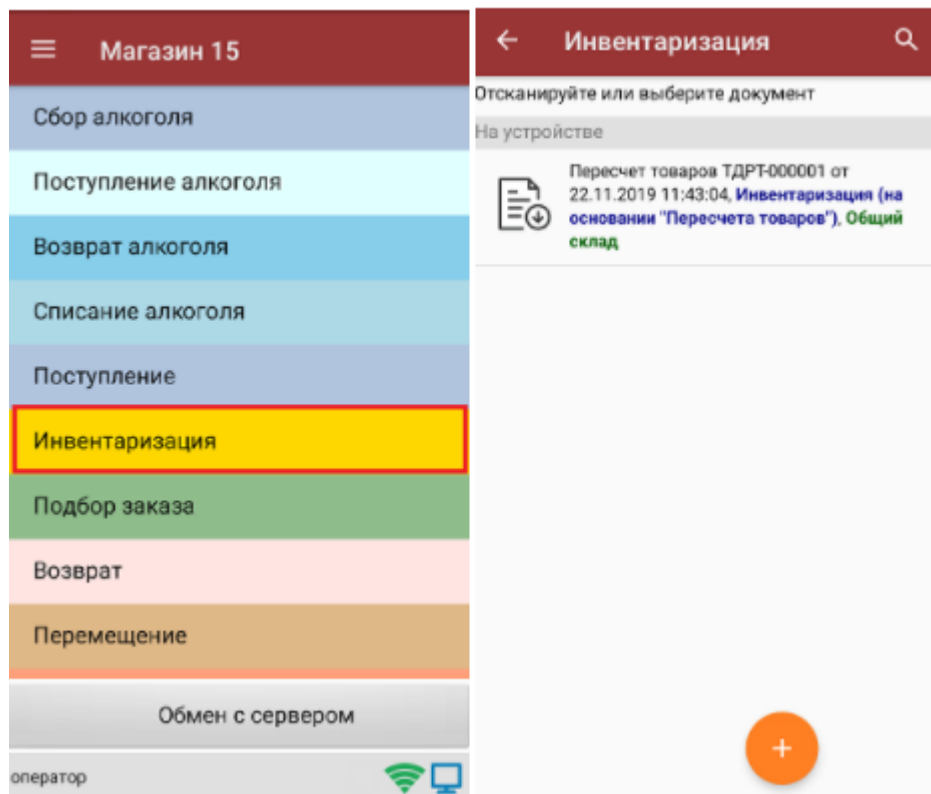 Магазин 15
Сбор алкоголя
Поступление алкоголя
Возврат алкоголя
Списание алкоголя
Поступление
Инвентаризация
Подбор заказа
Возврат
Перемещение
Обмен с сервером
оператор
Инвентаризация
Отсканируйте или выберите документ
На устройстве
Пересчет товаров ТДРТ-000001 от
22.11.2019 11:43:04, Инвентаризация (на
основании "Пересчета товаров"), Общий
склад